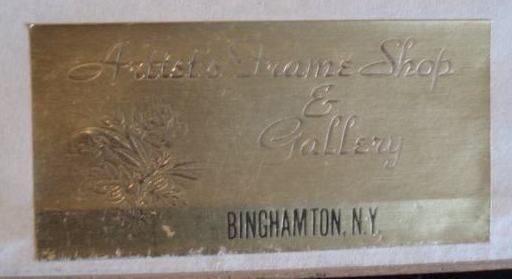 Artist's Frame Shop
&
Gallery
BINGHAMTON, N.Y.